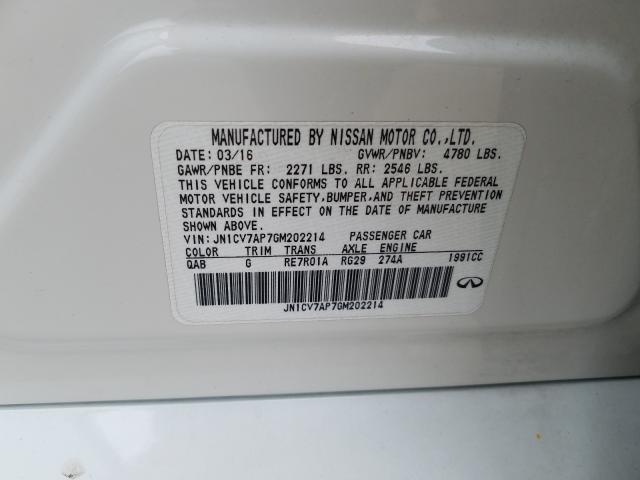 MANUFACTURED BY NISSAN MOTOR CO.,LTD.
DATE: 03/16 GVWR/PNBV: 4780 LBS.
GAWR/PNBE FR: 2271 LBS. RR: 2546 LBS.
THIS VEHICLE CONFORMS TO ALL APPLICABLE FEDERAL
MOTOR VEHICLE SAFETY, BUMPER, AND THEFT PREVENTION
STANDARDS IN EFFECT ON THE DATE OF MANUFACTURE
SHOWN ABOVE.
VIN: JN1CV7AP7GM202214 PASSENGER CAR
COLOR TRIM TRANS AXLE ENGINE
QAB G RE7R01A RG29 274A 1991CC
JN1CV7AP7GM202214